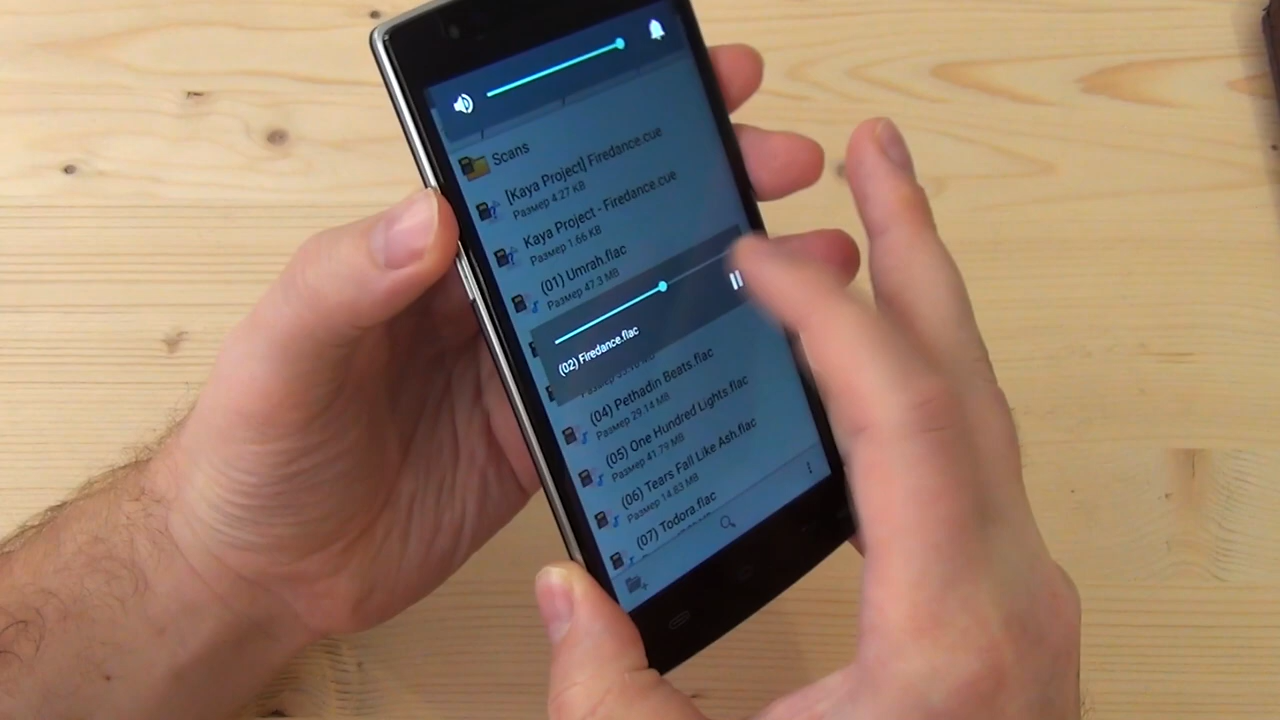 Scans
[Kaya Project] Firedance.cue
Размер 4.27 KB
Kaya Project - Firedance.cue
Размер 1.66 KB
(01) Umrah.flac
Размер 47.3 MB
(02) Firedance.flac
(04) Pethadin Beats.flac
Размер 29.14 MB
(05) One Hundred Lights.flac
Размер 41.79 MB
(06) Tears Fall Like Ash.flac
Размер 14.83 MB
(07) Todora.flac